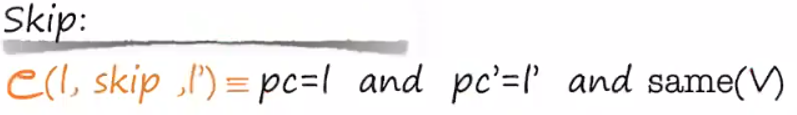 Skip:
C(l, skip ,l') ≡ pc=l and pc'=l' and same(V)